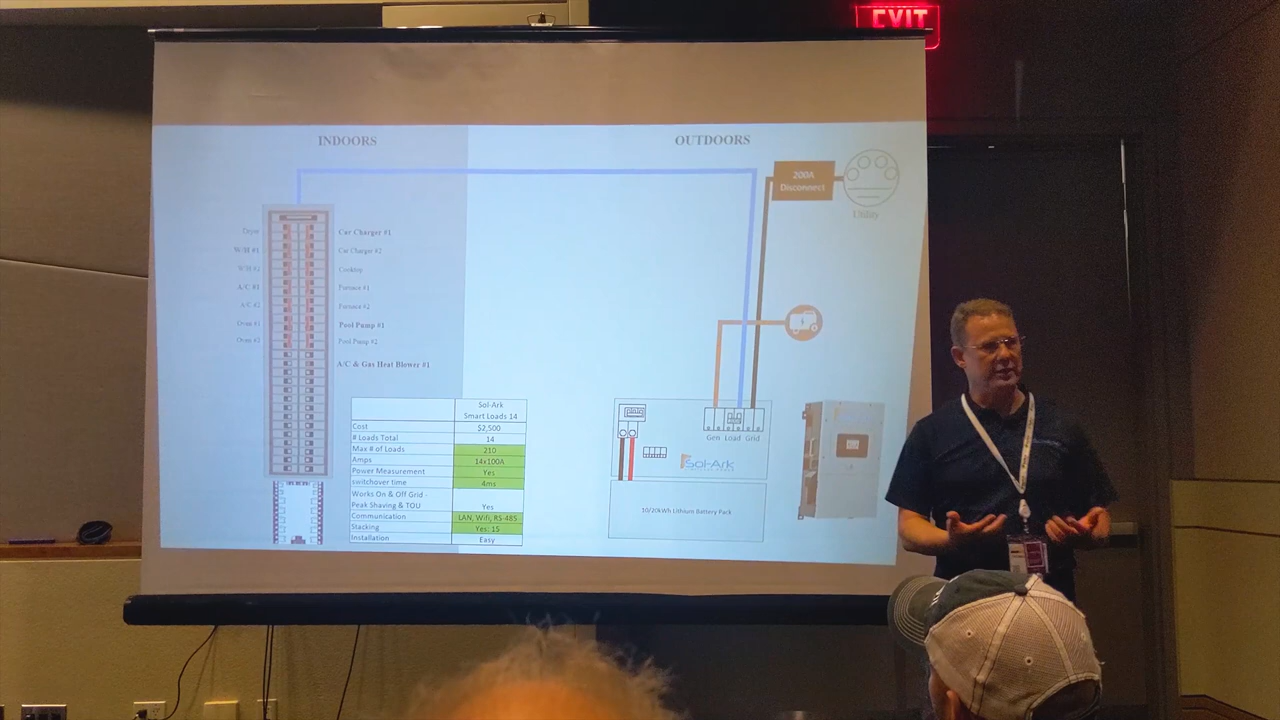 EXIT
INDOORS
OUTDOORS
200A
Disconnect
Utility
Dryer
W/H #1
W/H #2
A/C #1
A/C #2
Oven #1
Oven #2
Car Charger #1
Car Charger #2
Cooktop
Furnace #1
Furnace #2
Pool Pump #1
Pool Pump #2
A/C & Gas Heat Blower #1
Sol-Ark
Smart Loads 14
Cost $2,500
# Loads Total 14
Max # of Loads 210
Amps 14x100A
Power Measurement Yes
switchover time 4ms
Works On & Off Grid -
Peak Shaving & TOU Yes
Communication LAN, Wifi, RS-485
Stacking Yes: 15
Installation Easy
Gen Load Grid
Sol-Ark
10/20kWh Lithium Battery Pack